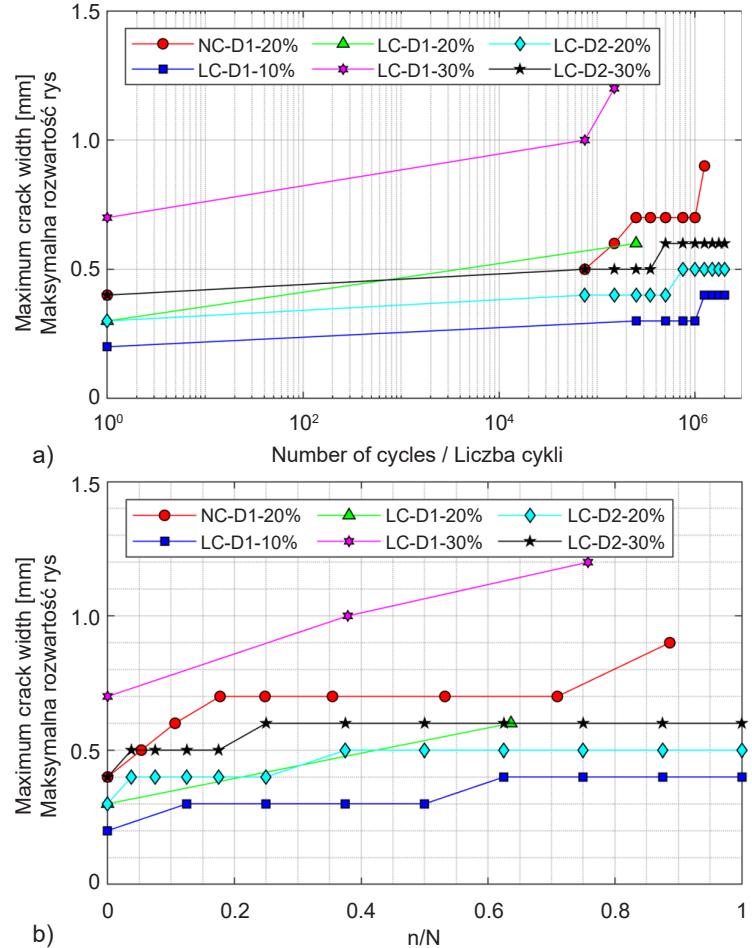 1.5
NC-D1-20% LC-D1-20% LC-D2-20%
LC-D1-10% LC-D1-30% LC-D2-30%
1.0
0.5
0
Maximum crack width [mm]
Maksymalna rozwartość rys
10⁰ 10² 10⁴ 10⁶
a) Number of cycles / Liczba cykli
1.5
NC-D1-20% LC-D1-20% LC-D2-20%
LC-D1-10% LC-D1-30% LC-D2-30%
1.0
0.5
0
Maximum crack width [mm]
Maksymalna rozwartość rys
0 0.2 0.4 0.6 0.8 1
b) n/N